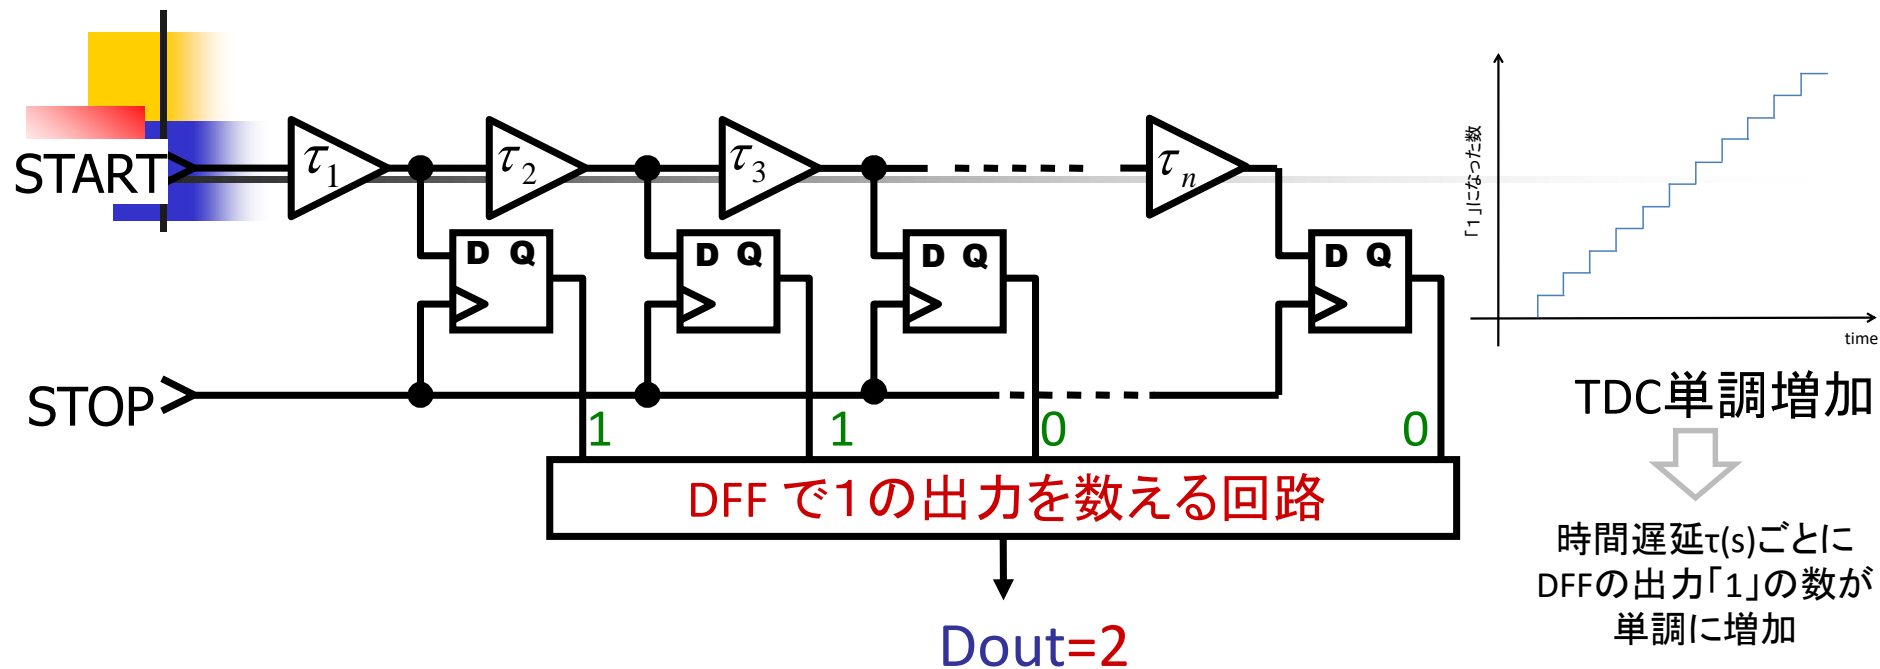 START
τ1
τ2
τ3
τn
D Q
D Q
D Q
D Q
STOP
1
1
0
0
DFF で1の出力を数える回路
Dout=2
「1」になった数
time
TDC単調増加
時間遅延τ(s)ごとに
DFFの出力「1」の数が
単調に増加